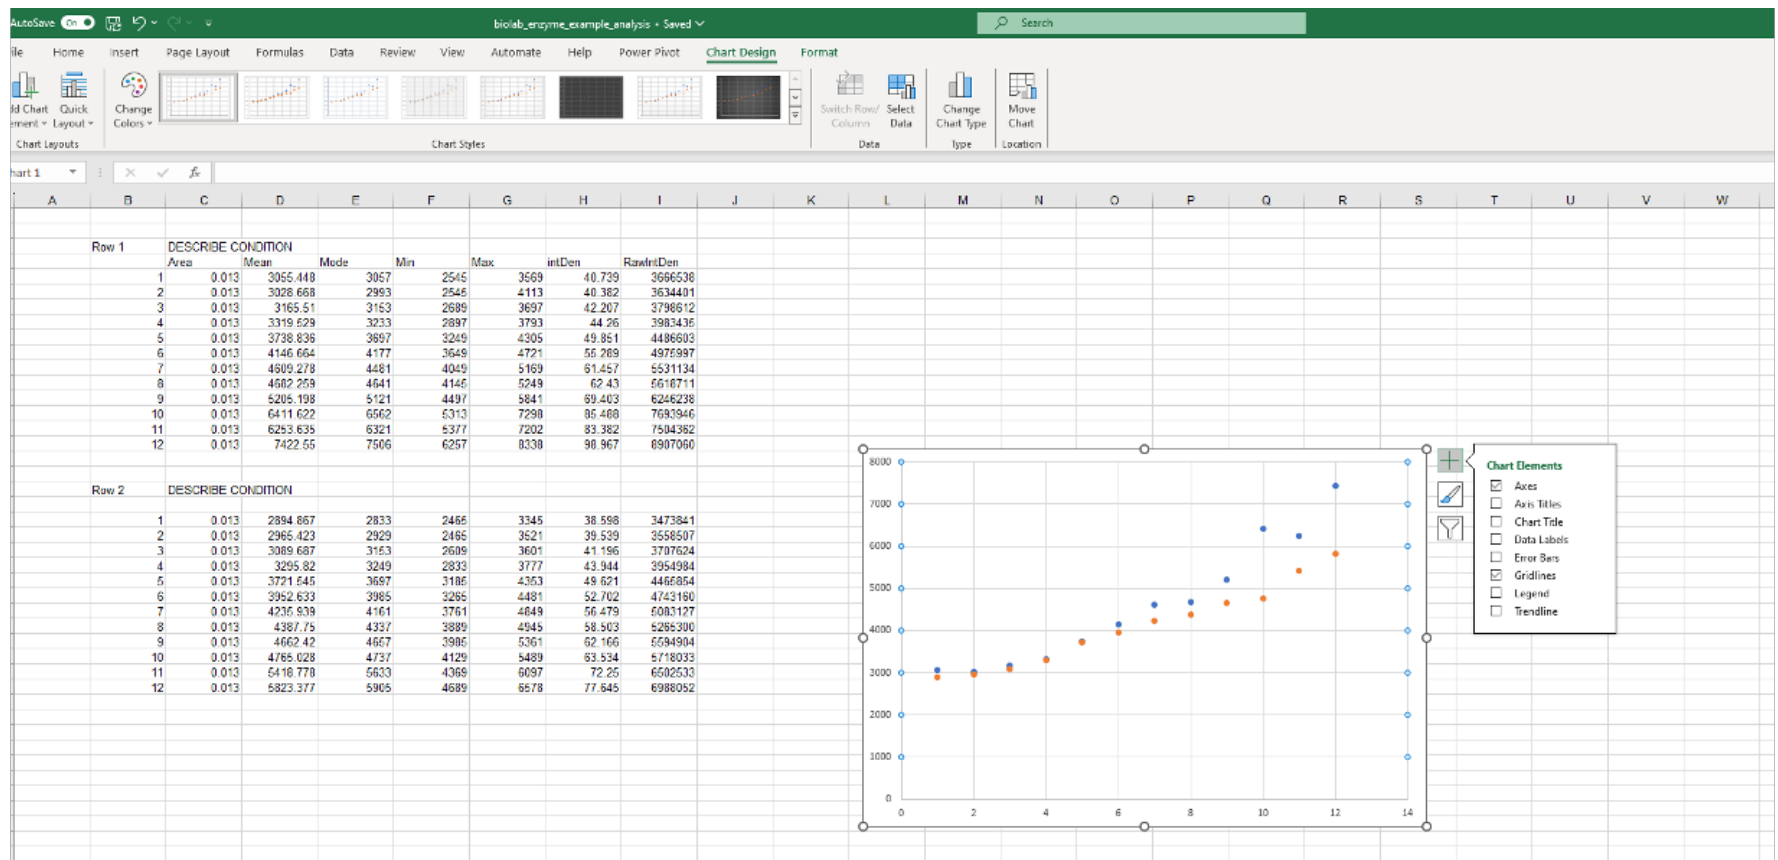 AutoSave On biolab_enzyme_example_analysis • Saved Search
ile Home Insert Page Layout Formulas Data Review View Automate Help Power Pivot Chart Design Format
dd Chart Quick Change Switch Row/ Select Change Move
ement Layout Colors Column Data Chart Type Chart
Chart Layouts Chart Styles Data Type Location
hart 1 fx
A B C D E F G H I J K L M N O P Q R S T U V W
Row 1 DESCRIBE CONDITION
Area Mean Mode Min Max intDen RawIntDen
1 0.013 3055.448 3057 2545 3569 40.739 3666538
2 0.013 3028.668 2993 2545 4113 40.382 3634401
3 0.013 3165.51 3153 2689 3697 42.207 3798612
4 0.013 3319.529 3233 2897 3793 44.26 3983435
5 0.013 3738.836 3697 3249 4305 49.851 4486603
6 0.013 4146.664 4177 3649 4721 55.289 4975997
7 0.013 4609.278 4481 4049 5169 61.457 5531134
8 0.013 4682.259 4641 4145 5249 62.43 5618711
9 0.013 5205.198 5121 4497 5841 69.403 6246238
10 0.013 6411.622 6562 5313 7298 85.488 7693946
11 0.013 6253.635 6321 5377 7202 83.382 7504362
12 0.013 7422.55 7506 6257 8338 98.967 8907060
Row 2 DESCRIBE CONDITION
1 0.013 2894.867 2833 2465 3345 38.598 3473841
2 0.013 2965.423 2929 2465 3521 39.539 3558507
3 0.013 3089.687 3153 2609 3601 41.196 3707624
4 0.013 3295.82 3249 2833 3777 43.944 3954984
5 0.013 3721.545 3697 3185 4353 49.621 4465854
6 0.013 3952.633 3985 3265 4481 52.702 4743160
7 0.013 4235.939 4161 3761 4849 56.479 5083127
8 0.013 4387.75 4337 3889 4945 58.503 5265300
9 0.013 4662.42 4657 3985 5361 62.166 5594904
10 0.013 4765.028 4737 4129 5489 63.534 5718033
11 0.013 5418.778 5633 4369 6097 72.25 6502533
12 0.013 5823.377 5905 4689 6578 77.645 6988052
8000
7000
6000
5000
4000
3000
2000
1000
0
0 2 4 6 8 10 12 14
Chart Elements
Axes
Axis Titles
Chart Title
Data Labels
Error Bars
Gridlines
Legend
Trendline